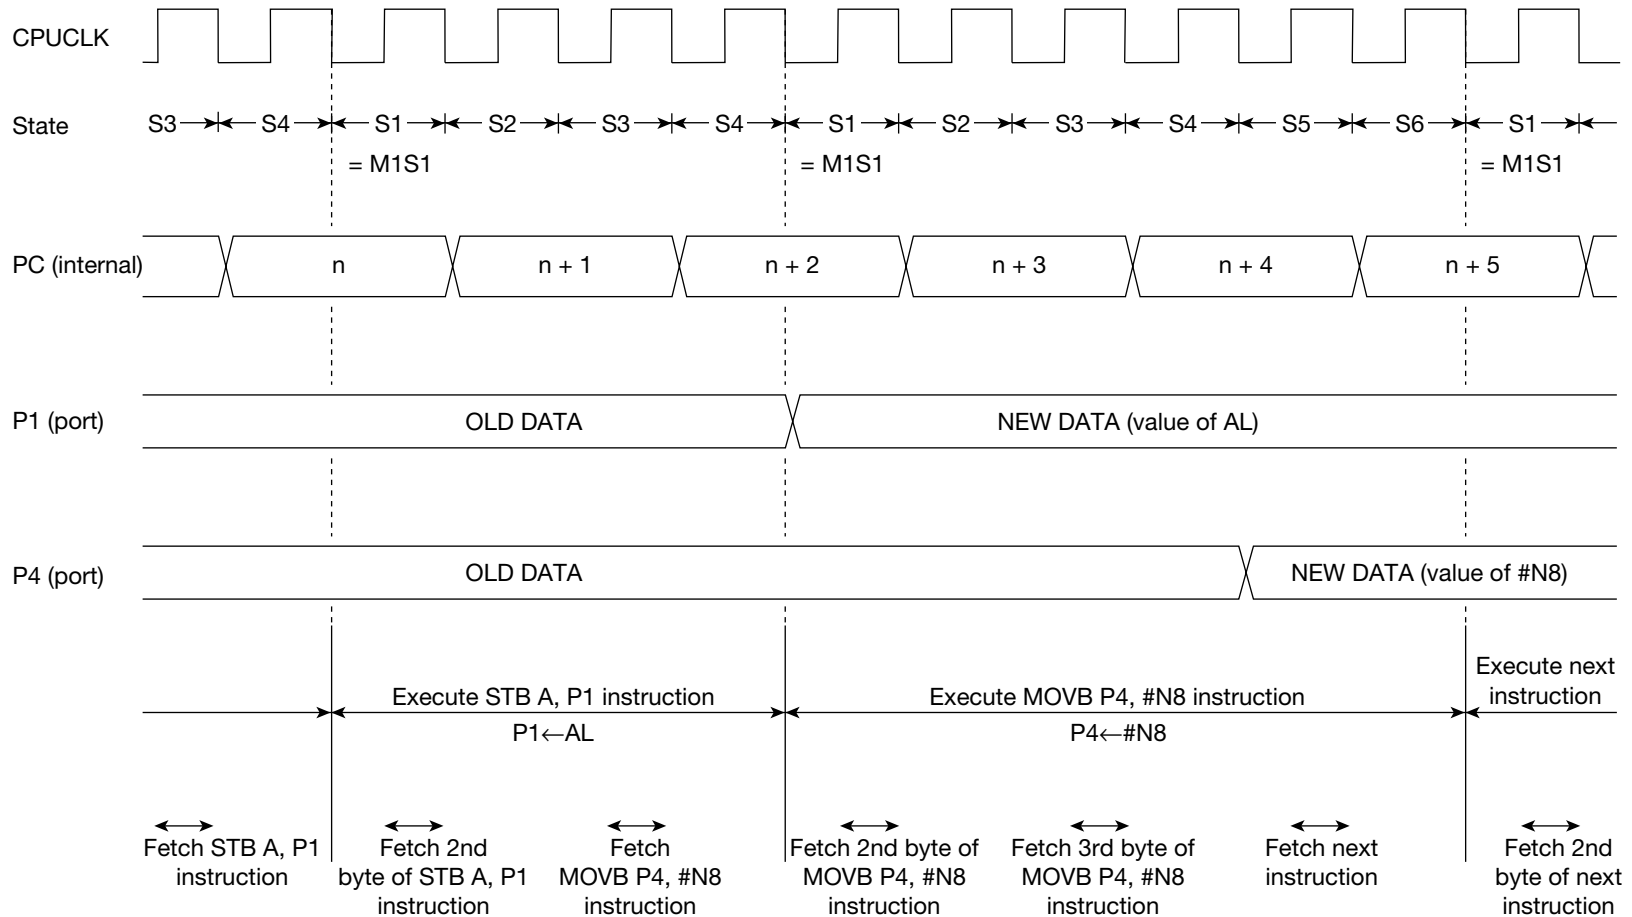 CPUCLK
State S3 S4 S1 S2 S3 S4 S1 S2 S3 S4 S5 S6 S1
= M1S1 = M1S1 = M1S1
PC (internal) n n + 1 n + 2 n + 3 n + 4 n + 5
P1 (port) OLD DATA NEW DATA (value of AL)
P4 (port) OLD DATA NEW DATA (value of #N8)
Execute next
instruction
Execute STB A, P1 instruction
P1←AL
Execute MOVB P4, #N8 instruction
P4←#N8
Fetch STB A, P1
instruction
Fetch 2nd
byte of STB A, P1
instruction
Fetch
MOVB P4, #N8
instruction
Fetch 2nd byte of
MOVB P4, #N8
instruction
Fetch 3rd byte of
MOVB P4, #N8
instruction
Fetch next
instruction
Fetch 2nd
byte of next
instruction